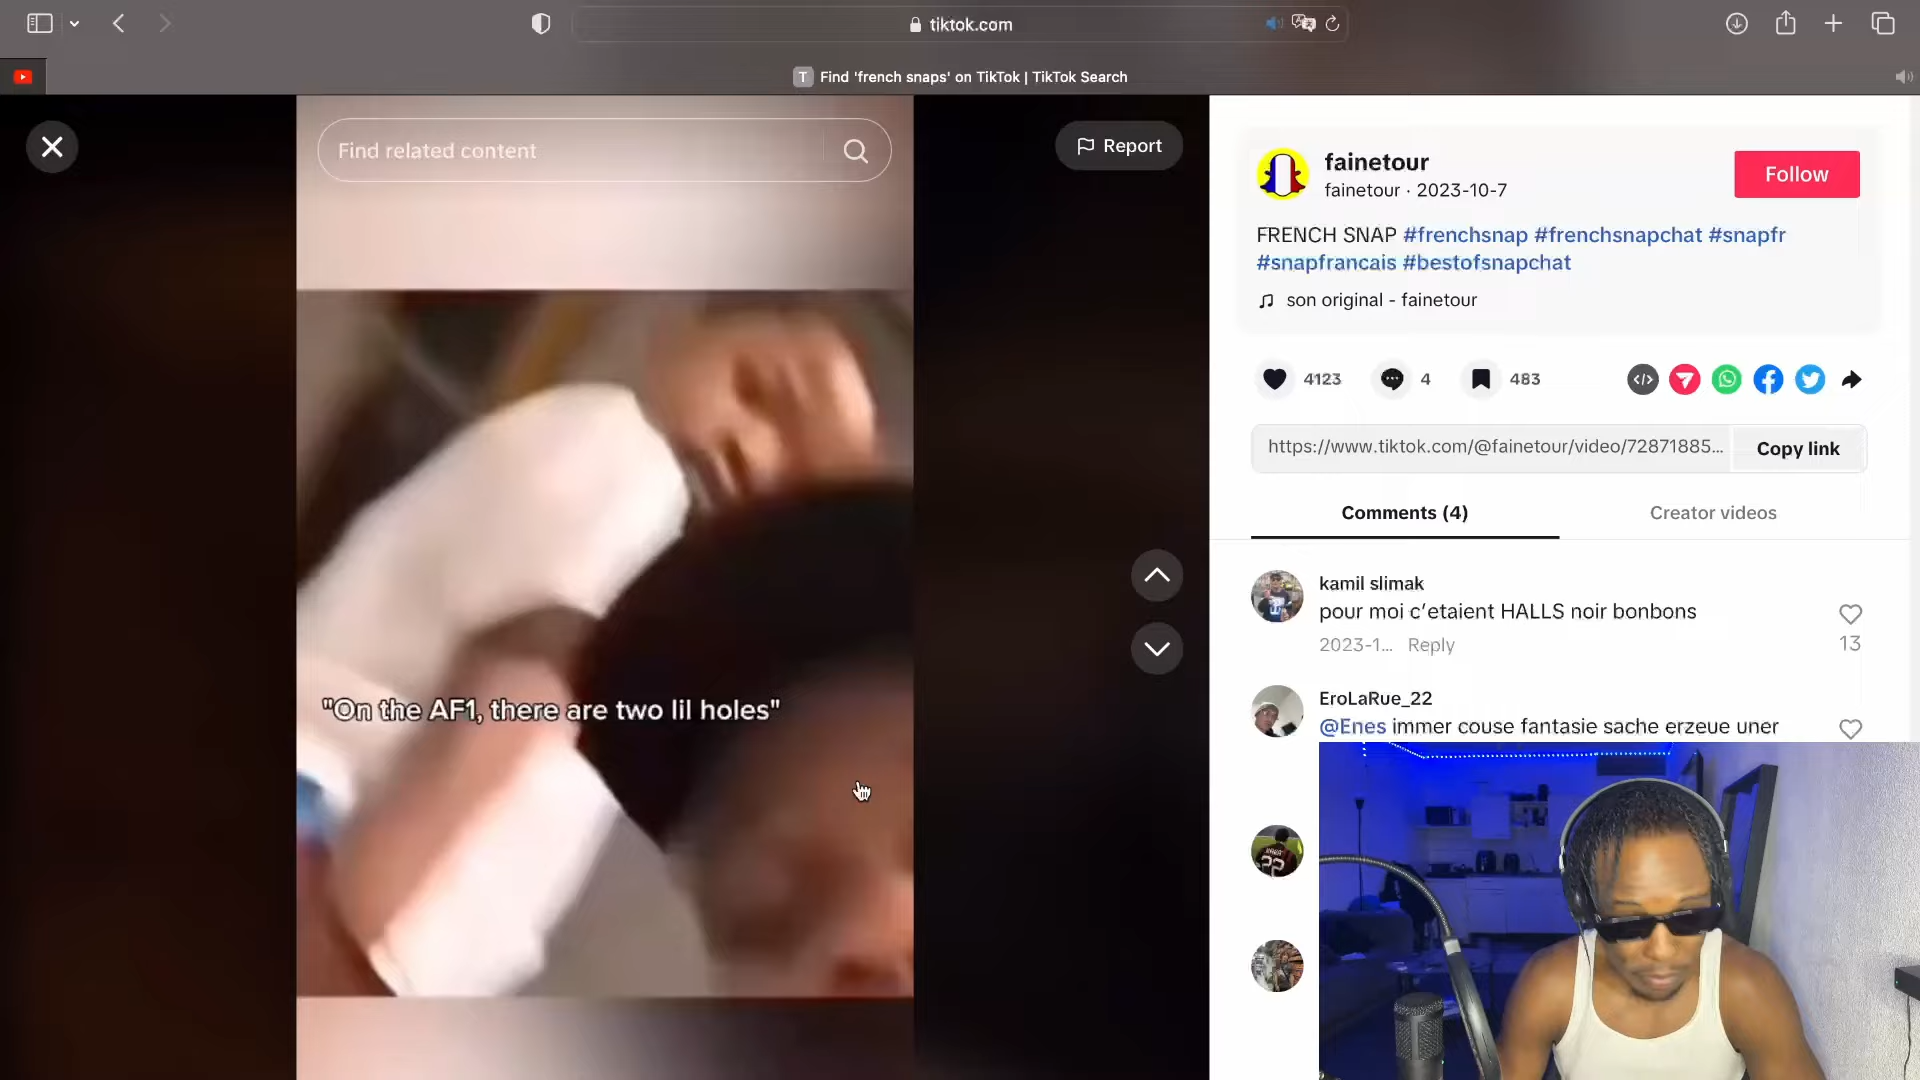 tiktok.com
T Find 'french snaps' on TikTok | TikTok Search
Find related content
Report
fainetour
fainetour · 2023-10-7
Follow
FRENCH SNAP #frenchsnap #frenchsnapchat #snapfr
#snapfrancais #bestofsnapchat
son original - fainetour
4123
4
483
https://www.tiktok.com/@fainetour/video/72871885...
Copy link
Comments (4)
Creator videos
kamil slimak
pour moi c'etaient HALLS noir bonbons
2023-1... Reply
13
EroLaRue_22
@Enes immer couse fantasie sache erzeue uner
"On the AF1, there are two lil holes"
22